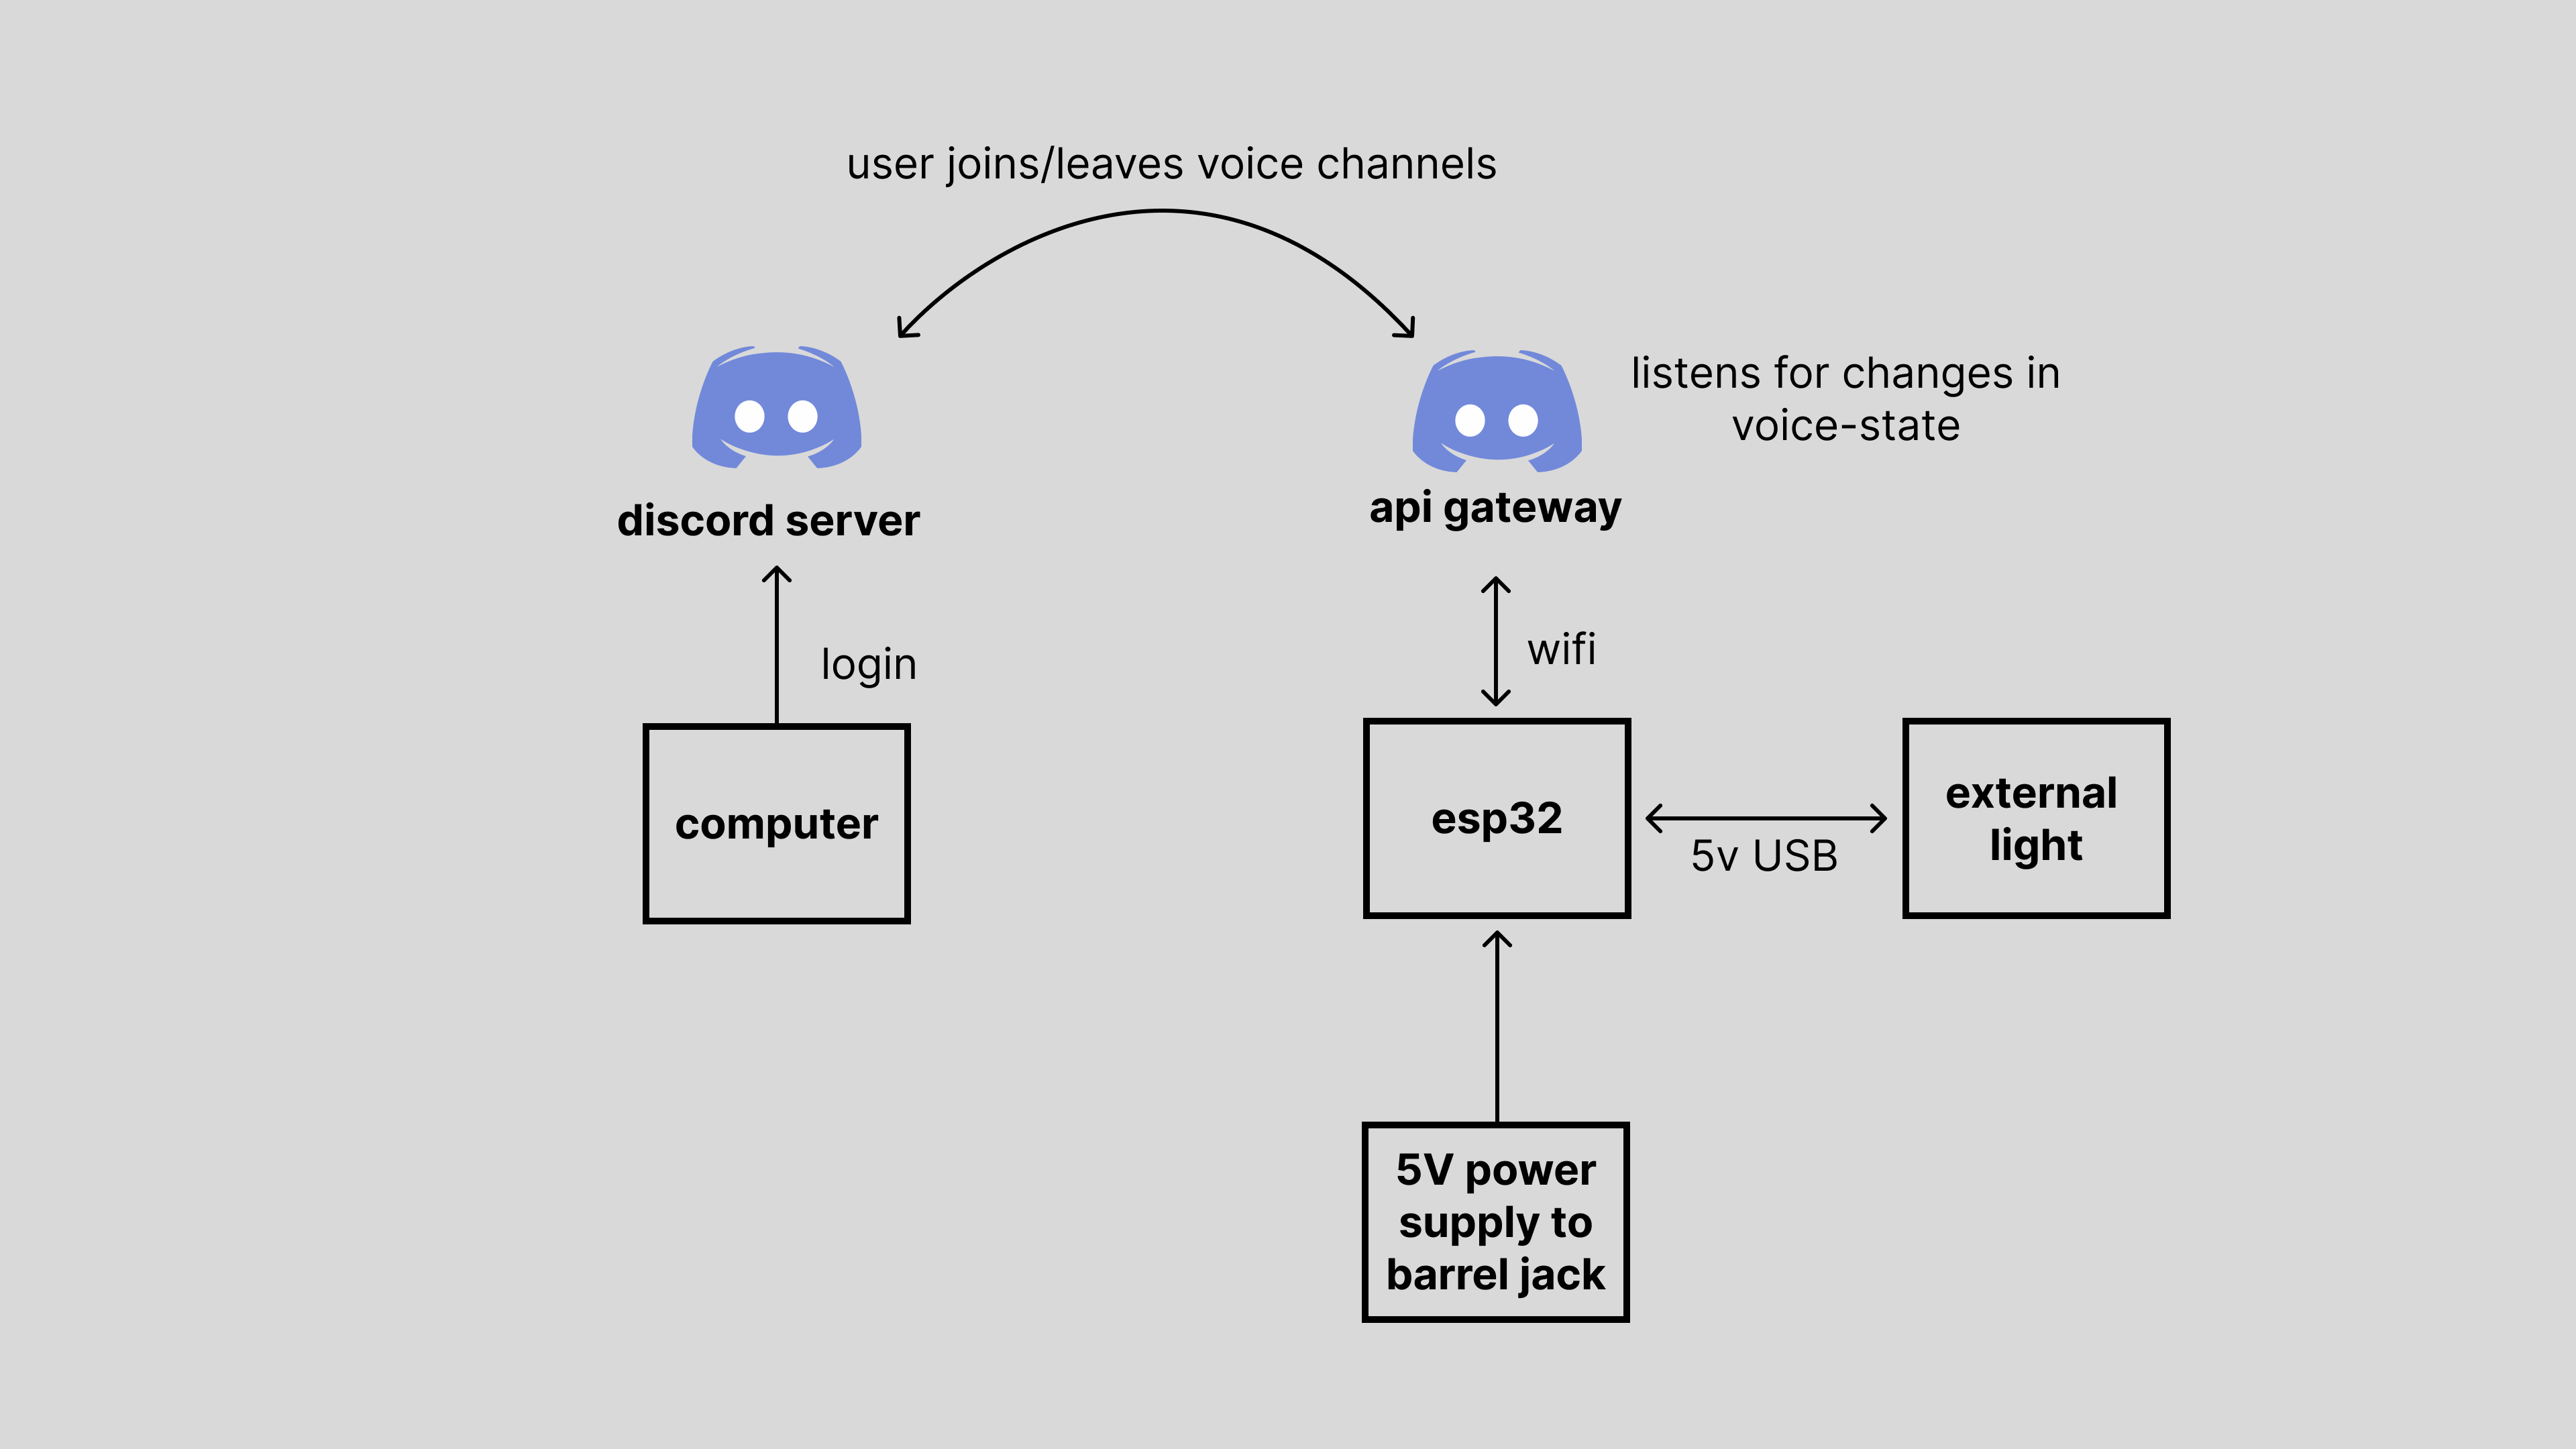 user joins/leaves voice channels
listens for changes in
voice-state
discord server
api gateway
login
wifi
computer
esp32
5v USB
external
light
5V power
supply to
barrel jack